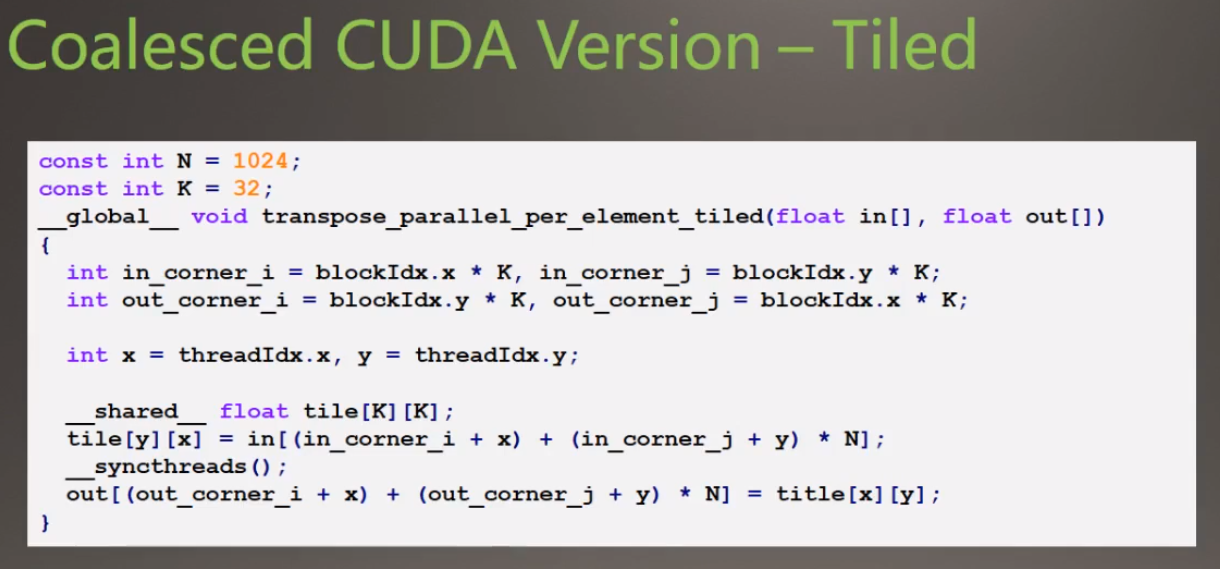 Coalesced CUDA Version – Tiled
const int N = 1024;
const int K = 32;
__global__ void transpose_parallel_per_element_tiled(float in[], float out[])
{
int in_corner_i = blockIdx.x * K, in_corner_j = blockIdx.y * K;
int out_corner_i = blockIdx.y * K, out_corner_j = blockIdx.x * K;
int x = threadIdx.x, y = threadIdx.y;
__shared__ float tile[K][K];
tile[y][x] = in[(in_corner_i + x) + (in_corner_j + y) * N];
__syncthreads();
out[(out_corner_i + x) + (out_corner_j + y) * N] = title[x][y];
}